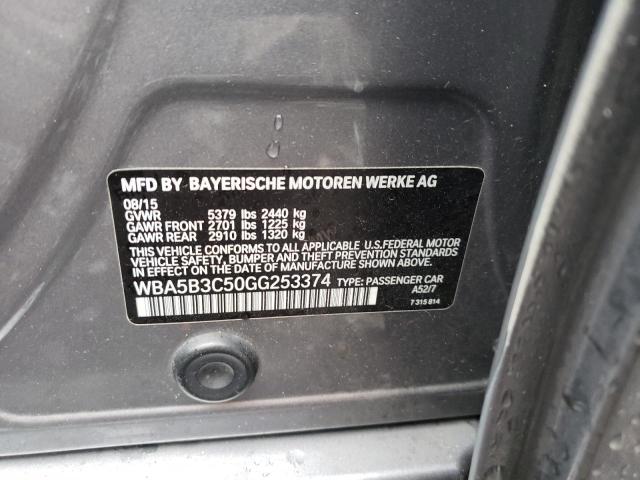 MFD BY BAYERISCHE MOTOREN WERKE AG
08/15
GVWR 5379 lbs 2440 kg
GAWR FRONT 2701 lbs 1225 kg
GAWR REAR 2910 lbs 1320 kg
THIS VEHICLE CONFORMS TO ALL APPLICABLE U.S.FEDERAL MOTOR
VEHICLE SAFETY, BUMPER AND THEFT PREVENTION STANDARDS
IN EFFECT ON THE DATE OF MANUFACTURE SHOWN ABOVE.
WBA5B3C50GG253374 TYPE: PASSENGER CAR
A52/7
7 315 814